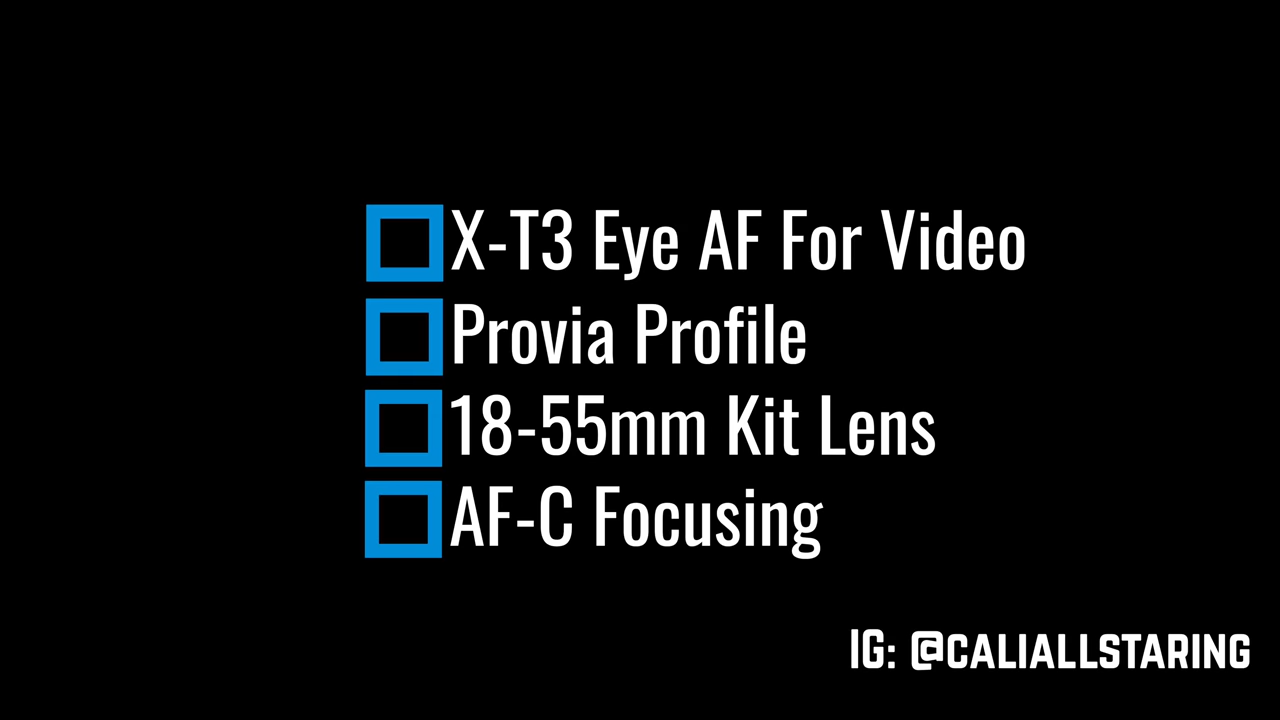 X-T3 Eye AF For Video
Provia Profile
18-55mm Kit Lens
AF-C Focusing
IG: @CALIALLSTARING